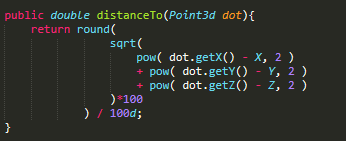 public double distanceTo(Point3d dot){
return round(
sqrt(
pow( dot.getX() - X, 2 )
+ pow( dot.getY() - Y, 2 )
+ pow( dot.getZ() - Z, 2 )
)*100
) / 100d;
}